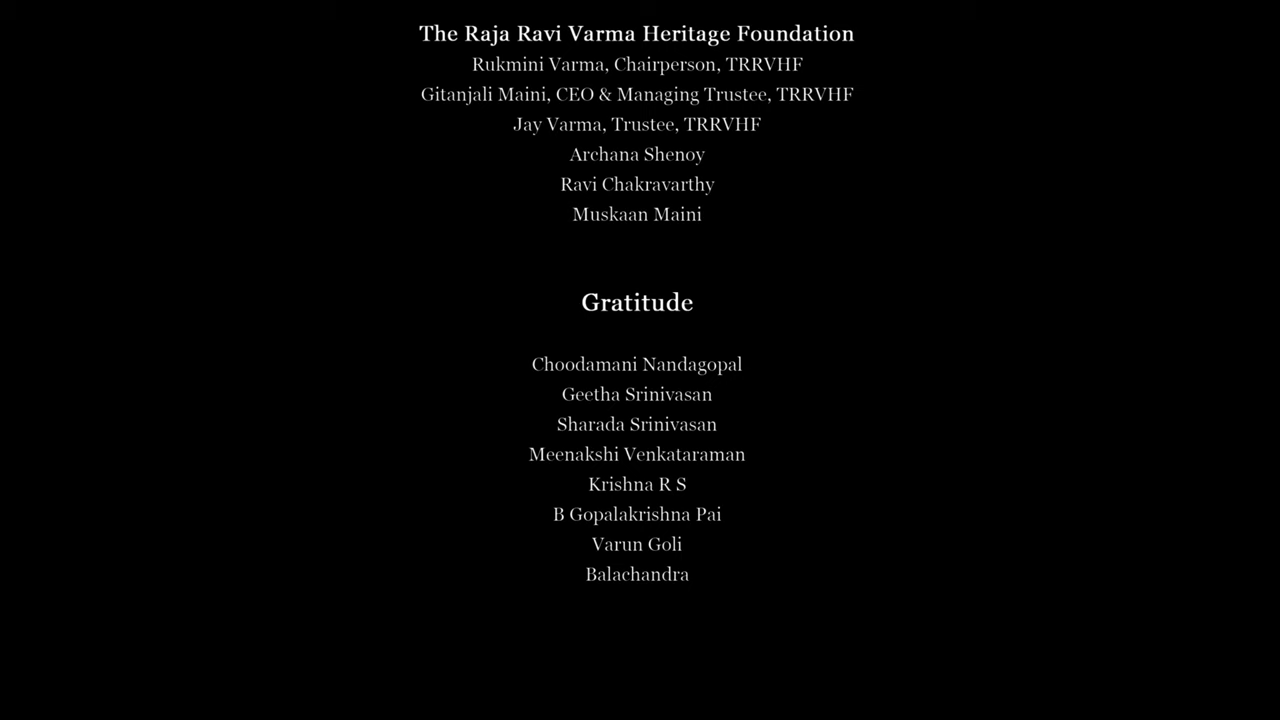 The Raja Ravi Varma Heritage Foundation
Rukmini Varma, Chairperson, TRRVHF
Gitanjali Maini, CEO & Managing Trustee, TRRVHF
Jay Varma, Trustee, TRRVHF
Archana Shenoy
Ravi Chakravarthy
Muskaan Maini
Gratitude
Choodamani Nandagopal
Geetha Srinivasan
Sharada Srinivasan
Meenakshi Venkataraman
Krishna R S
B Gopalakrishna Pai
Varun Goli
Balachandra